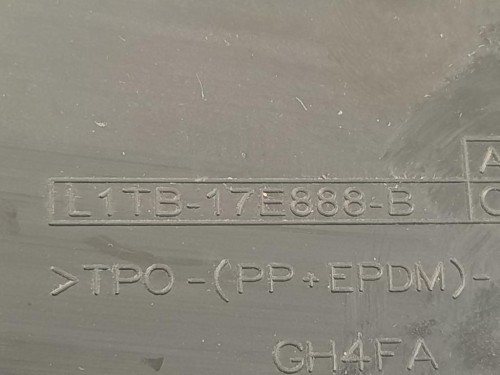 A
L1TB-17E888-B
>TPO-(PP+EPDM)-
GH4FA